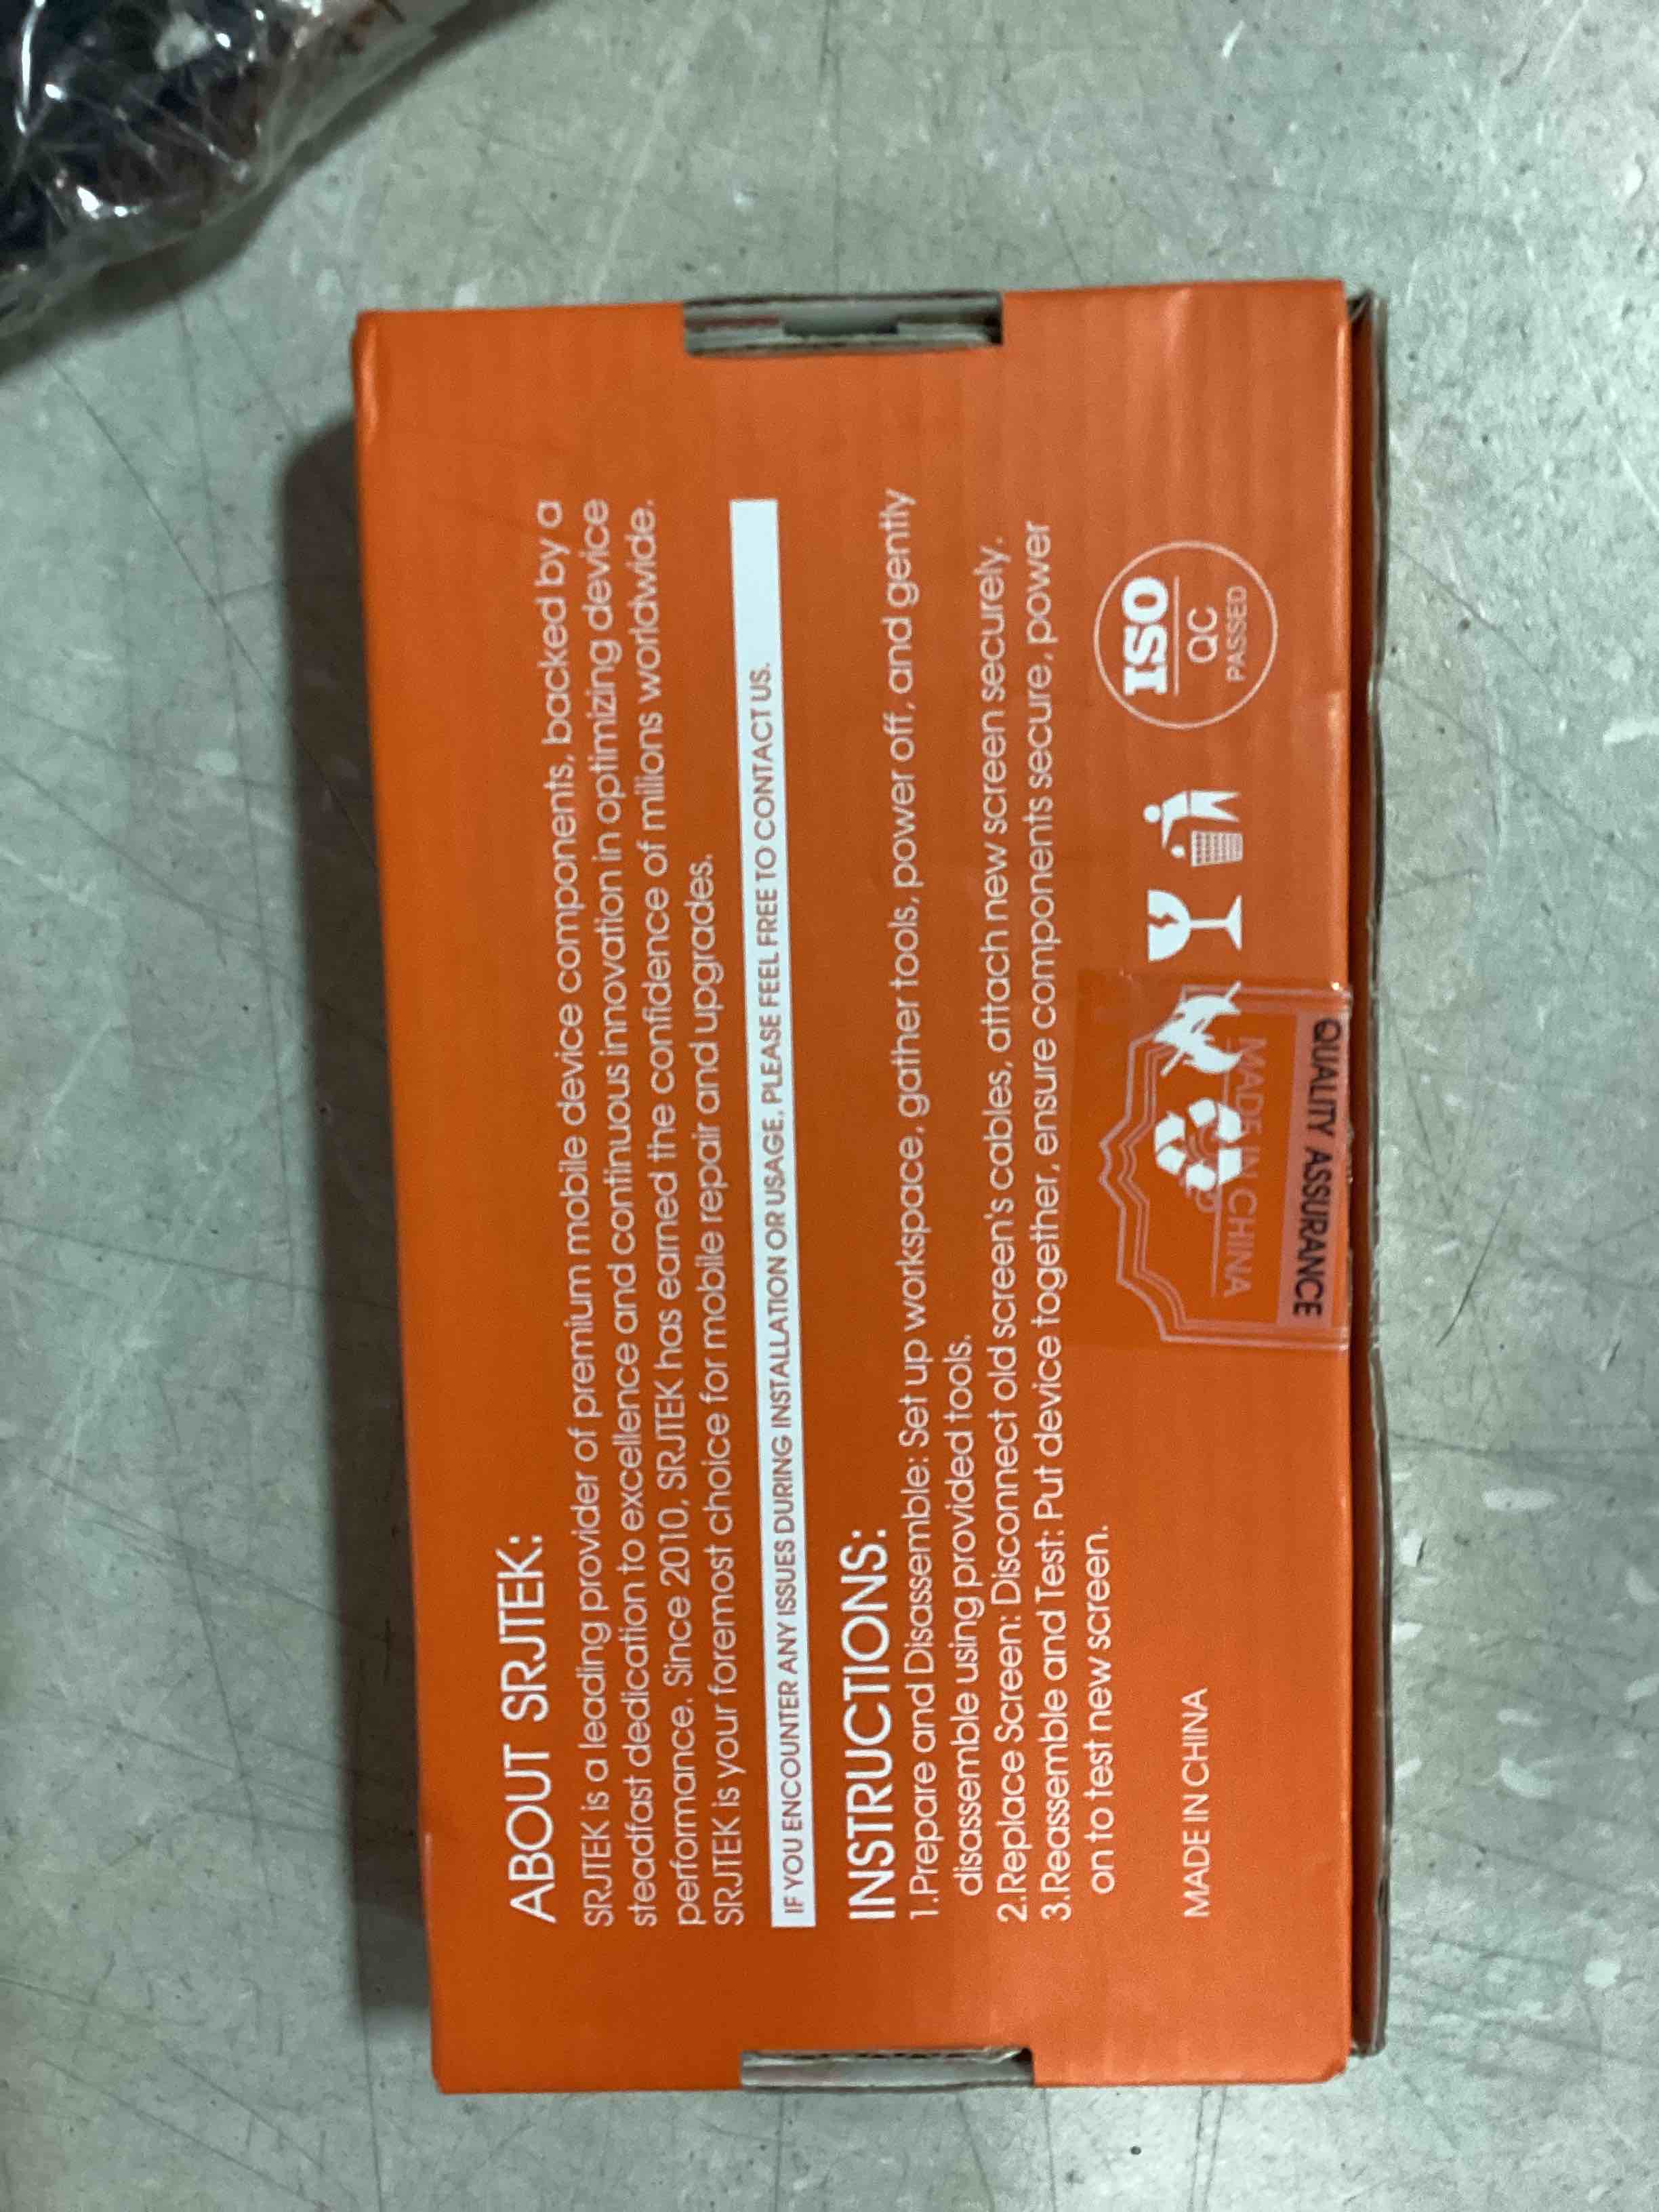 ABOUT SRJTEK:
SRJTEK is a leading provider of premium mobile device components, backed by a
steadfast dedication to excellence and continuous innovation in optimizing device
performance. Since 2010, SRJTEK has earned the confidence of millions worldwide.
SRJTEK is your foremost choice for mobile repair and upgrades.
IF YOU ENCOUNTER ANY ISSUES DURING INSTALLATION OR USAGE, PLEASE FEEL FREE TO CONTACT US.
INSTRUCTIONS:
1.Prepare and Disassemble: Set up workspace, gather tools, power off, and gently
disassemble using provided tools.
2.Replace Screen: Disconnect old screen's cables, attach new screen securely.
3.Reassemble and Test: Put device together, ensure components secure, power
on to test new screen.
MADE IN CHINA
MADE IN CHINA
QUALITY ASSURANCE
ISO
QC
PASSED